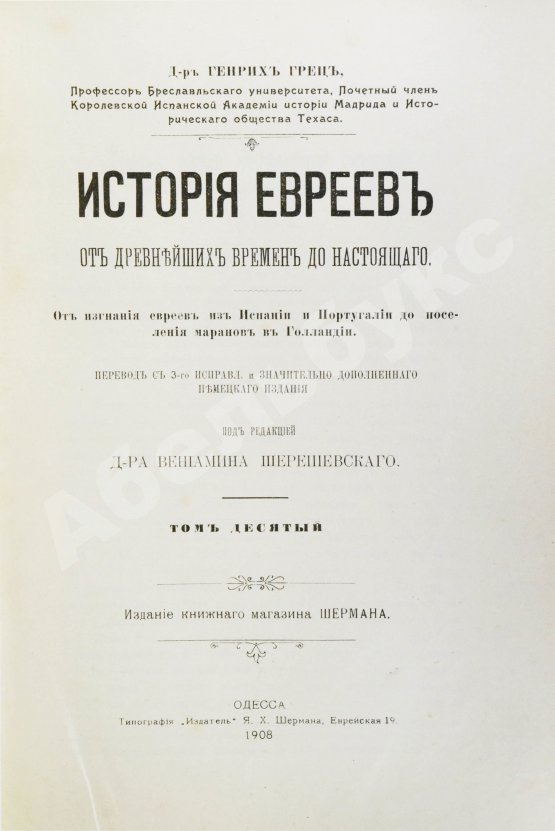 Д-ръ ГЕНРИХЪ ГРЕЦЪ,
Профессоръ Бреславльскаго университета, Почетный членъ
Королевской Испанской Академіи исторіи Мадрида и Исто-
рическаго общества Техаса.
ИСТОРІЯ ЕВРЕЕВЪ
ОТЪ ДРЕВНѢЙШИХЪ ВРЕМЕНЪ ДО НАСТОЯЩАГО.
Отъ изгнанія евреевъ изъ Испаніи и Португаліи до посе-
ленія марановъ въ Голландіи.
ПЕРЕВОДЪ СЪ 3-го ИСПРАВЛ. и ЗНАЧИТЕЛЬНО ДОПОЛНЕННАГО
НѢМЕЦКАГО ИЗДАНІЯ
ПОДЪ РЕДАКЦІЕЙ
Д-РА ВЕНІАМИНА ШЕРЕШЕВСКАГО.
ТОМЪ ДЕСЯТЫЙ
Изданіе книжнаго магазина ШЕРМАНА.
ОДЕССА
Типографія „Издатель" Я. Х. Шермана, Еврейская 19.
1908
Абельбукс